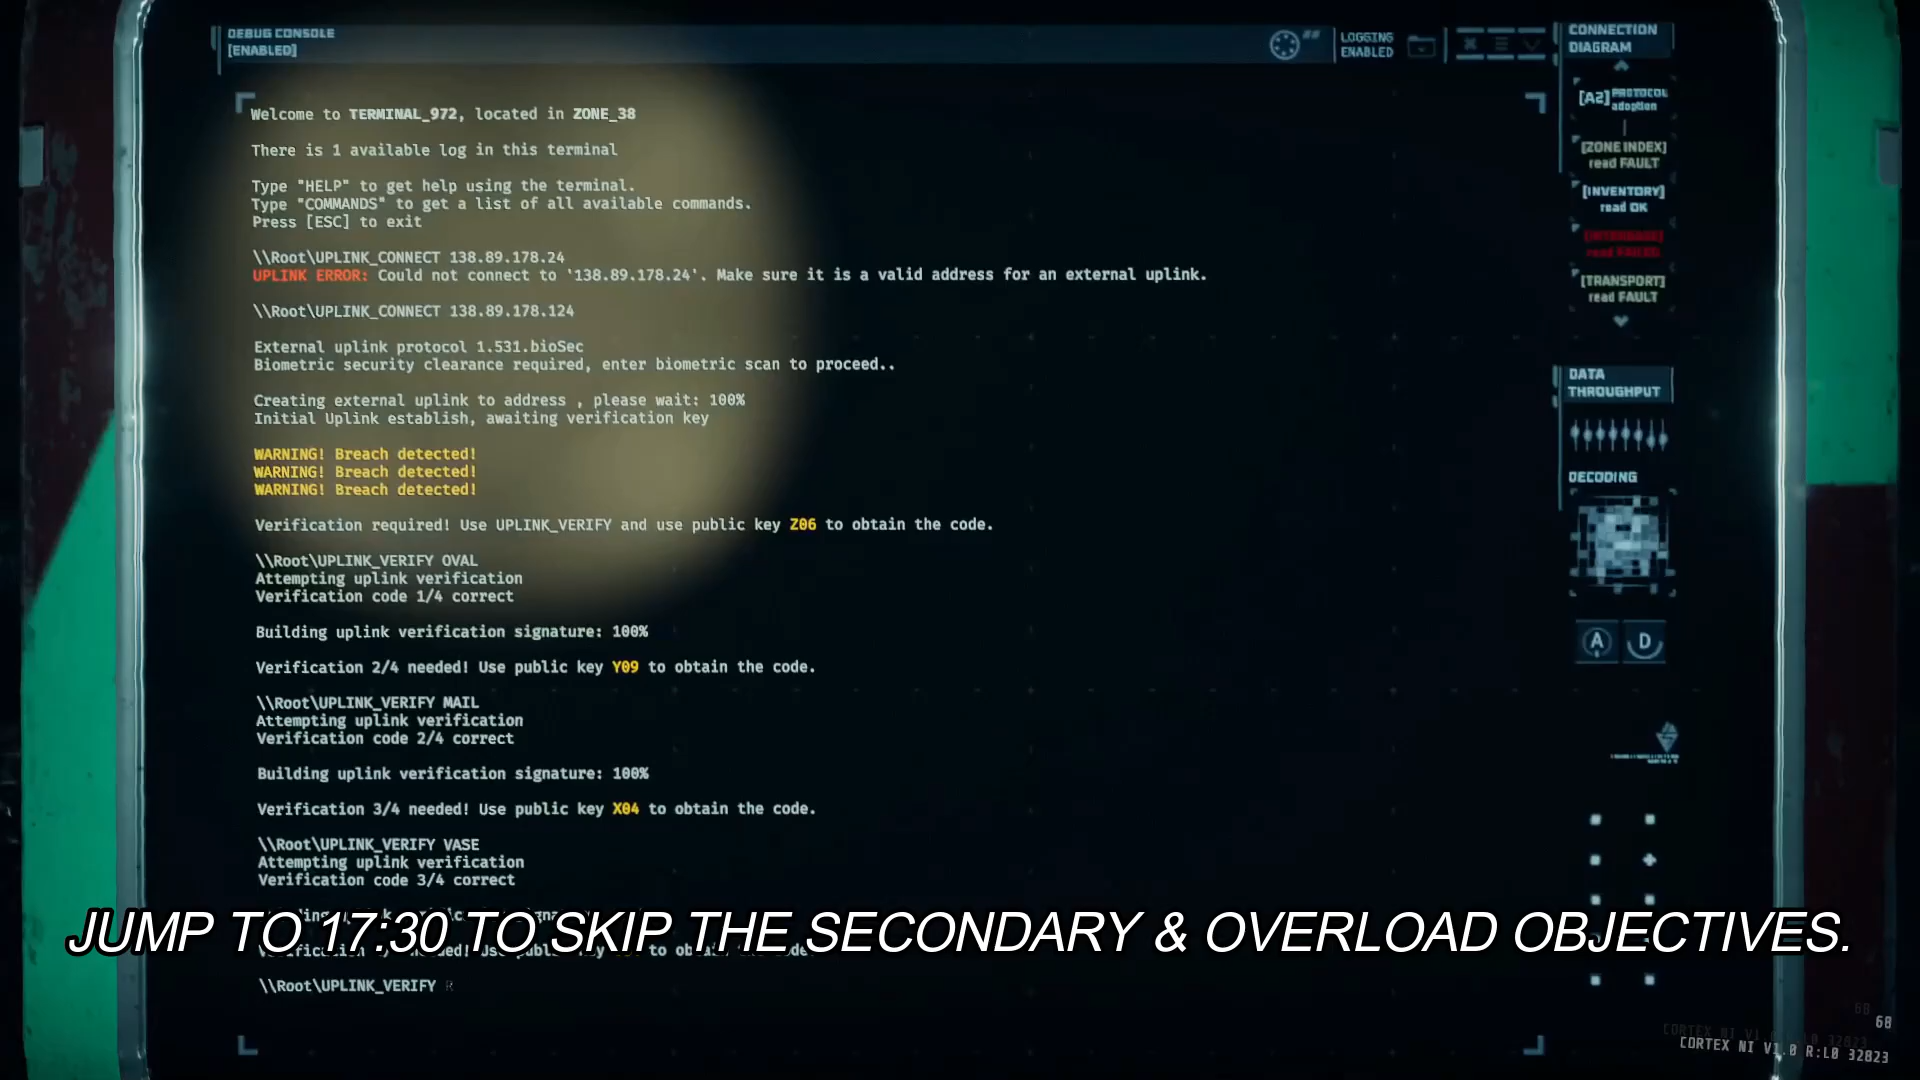 DEBUG CONSOLE
[ENABLED]
LOGGING
ENABLED
Welcome to TERMINAL_972, located in ZONE_38
There is 1 available log in this terminal
Type "HELP" to get help using the terminal.
Type "COMMANDS" to get a list of all available commands.
Press [ESC] to exit
\\Root\UPLINK_CONNECT 138.89.178.24
UPLINK ERROR: Could not connect to '138.89.178.24'. Make sure it is a valid address for an external uplink.
\\Root\UPLINK_CONNECT 138.89.178.124
External uplink protocol 1.531.bioSec
Biometric security clearance required, enter biometric scan to proceed..
Creating external uplink to address , please wait: 100%
Initial Uplink establish, awaiting verification key
WARNING! Breach detected!
WARNING! Breach detected!
WARNING! Breach detected!
Verification required! Use UPLINK_VERIFY and use public key Z06 to obtain the code.
\\Root\UPLINK_VERIFY OVAL
Attempting uplink verification
Verification code 1/4 correct
Building uplink verification signature: 100%
Verification 2/4 needed! Use public key Y09 to obtain the code.
\\Root\UPLINK_VERIFY MAIL
Attempting uplink verification
Verification code 2/4 correct
Building uplink verification signature: 100%
Verification 3/4 needed! Use public key X04 to obtain the code.
\\Root\UPLINK_VERIFY VASE
Attempting uplink verification
Verification code 3/4 correct
JUMP TO 17:30 TO SKIP THE SECONDARY & OVERLOAD OBJECTIVES.
\\Root\UPLINK_VERIFY R
CONNECTION
DIAGRAM
[A2] PROTOCOL
adoption
[ZONE INDEX]
read FAULT
[INVENTORY]
read OK
read FAILED
[TRANSPORT]
read FAULT
DATA
THROUGHPUT
DECODING
A D
60
CORTEX NI V1.0 R:L0 32823